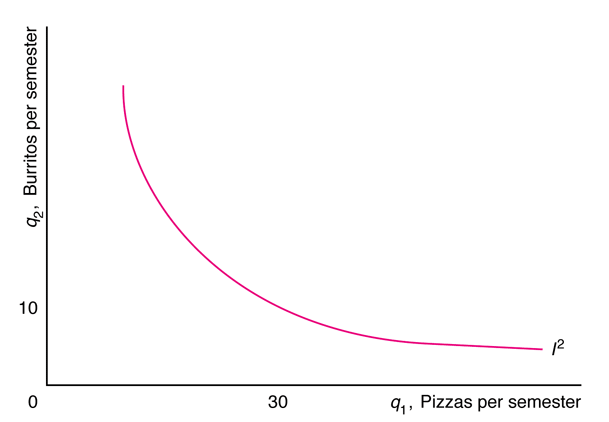 q2, Burritos per semester
10
I2
0
30
q1, Pizzas per semester